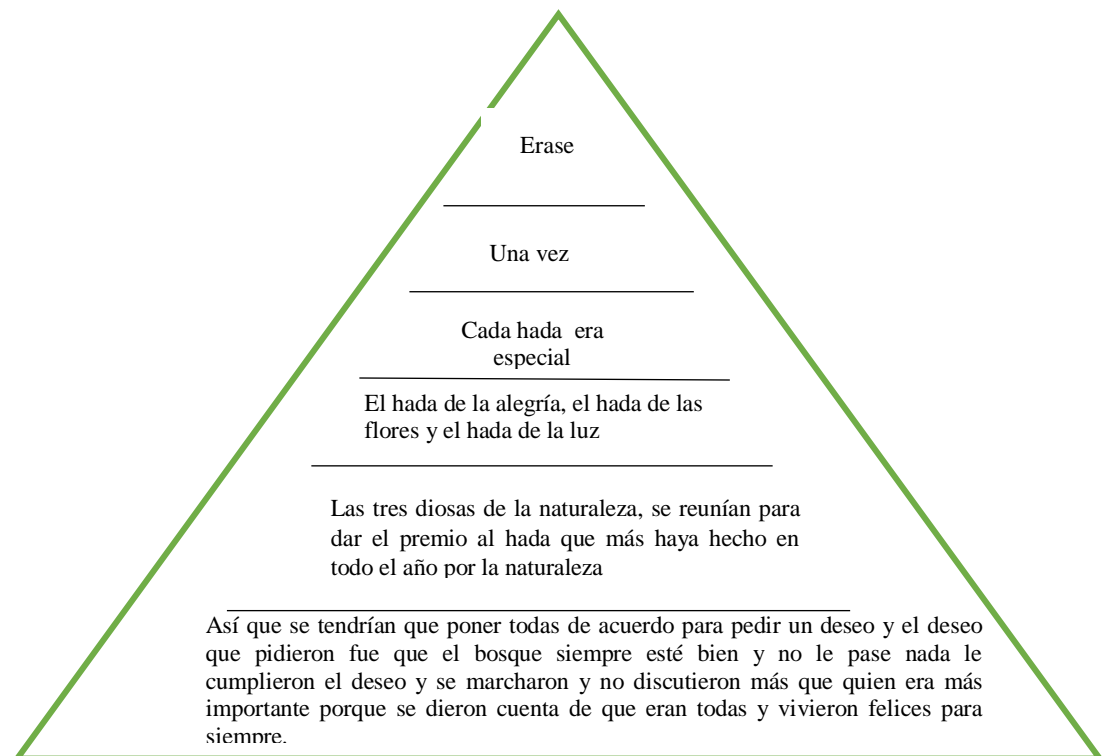 Erase
Una vez
Cada hada era
especial
El hada de la alegría, el hada de las
flores y el hada de la luz
Las tres diosas de la naturaleza, se reunían para
dar el premio al hada que más haya hecho en
todo el año por la naturaleza
Así que se tendrían que poner todas de acuerdo para pedir un deseo y el deseo
que pidieron fue que el bosque siempre esté bien y no le pase nada le
cumplieron el deseo y se marcharon y no discutieron más que quien era más
importante porque se dieron cuenta de que eran todas y vivieron felices para
siempre.